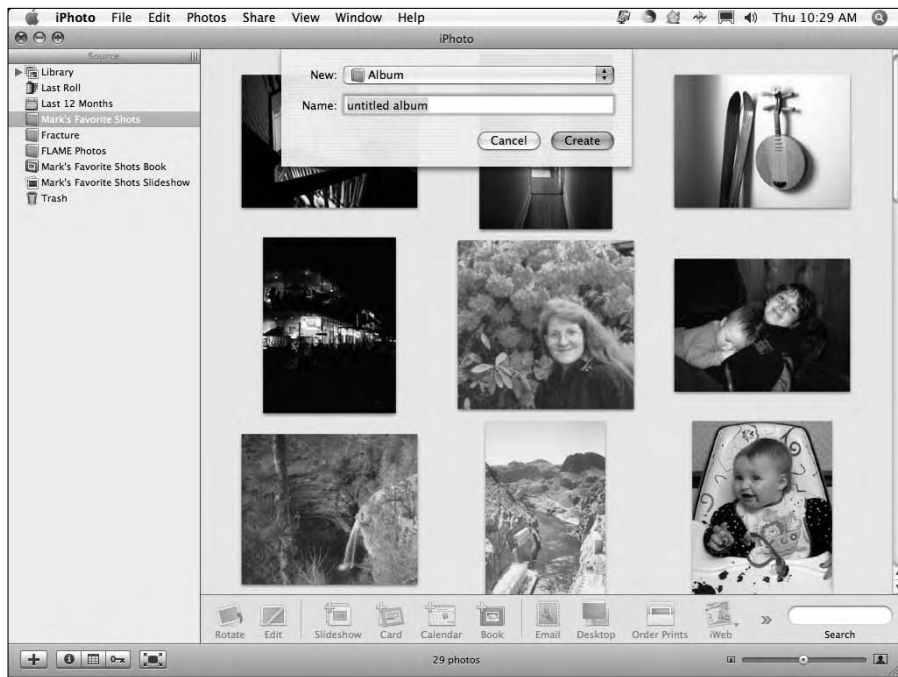 iPhoto File Edit Photos Share View Window Help Thu 10:29 AM
iPhoto
Source
Library
Last Roll
Last 12 Months
Mark's Favorite Shots
Fracture
FLAME Photos
Mark's Favorite Shots Book
Mark's Favorite Shots Slideshow
Trash
New: Album
Name: untitled album
Cancel Create
Rotate Edit Slideshow Card Calendar Book Email Desktop Order Prints iWeb Search
29 photos